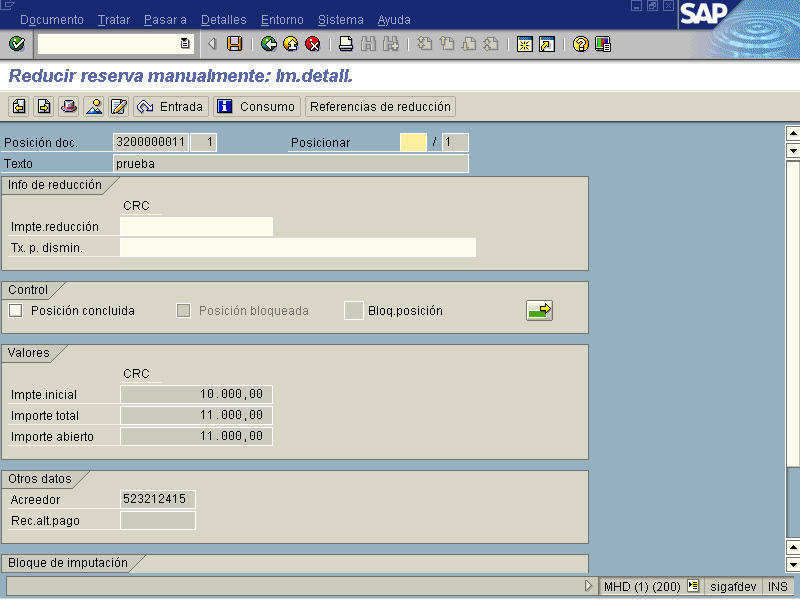 Documento Tratar Pasar a Detalles Entorno Sistema Ayuda
SAP
Reducir reserva manualmente: Im.detall.
Entrada Consumo Referencias de reducción
Posición doc. 3200000011 1 Posicionar / 1
Texto prueba
Info de reducción
CRC
Impte.reducción
Tx. p. dismin.
Control
Posición concluida Posición bloqueada Bloq.posición
Valores
CRC
Impte.inicial 10.000,00
Importe total 11.000,00
Importe abierto 11.000,00
Otros datos
Acreedor 523212415
Rec.alt.pago
Bloque de imputación
MHD (1) (200) sigafdev INS